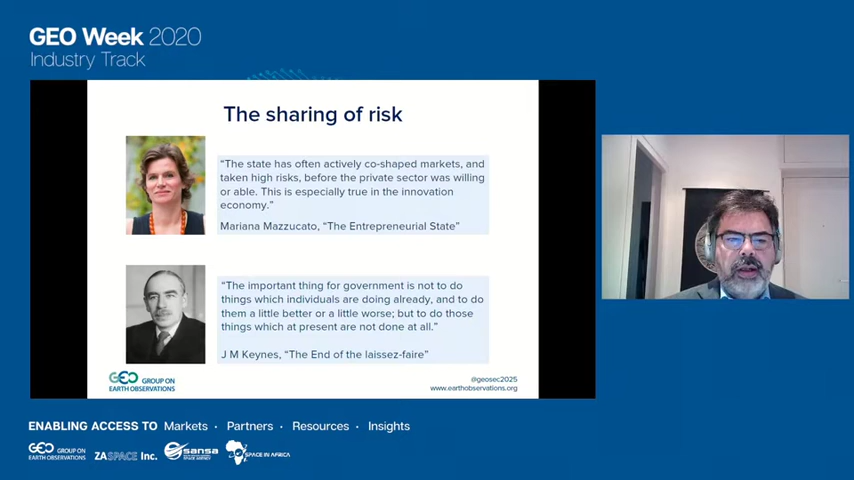 GEO Week 2020
Industry Track
The sharing of risk
“The state has often actively co-shaped markets, and
taken high risks, before the private sector was willing
or able. This is especially true in the innovation
economy.”
Mariana Mazzucato, “The Entrepreneurial State”
“The important thing for government is not to do
things which individuals are doing already, and to do
them a little better or a little worse; but to do those
things which at present are not done at all.”
J M Keynes, “The End of the laissez-faire”
GEO GROUP ON
EARTH OBSERVATIONS
@geosec2025
www.earthobservations.org
ENABLING ACCESS TO Markets · Partners · Resources · Insights
GEO GROUP ON
EARTH OBSERVATIONS
ZASPACE Inc.
sansa
SPACE IN AFRICA